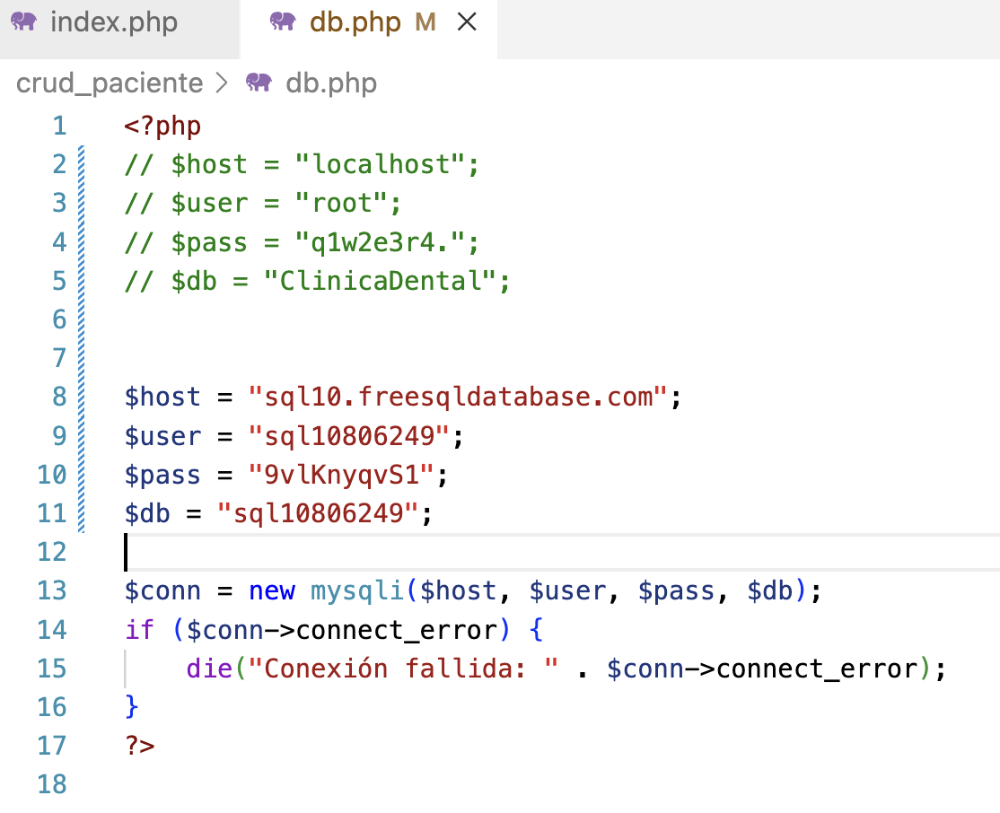 index.php db.php M
crud_paciente > db.php
1 <?php
2 // $host = "localhost";
3 // $user = "root";
4 // $pass = "q1w2e3r4.";
5 // $db = "ClinicaDental";
6
7
8 $host = "sql10.freesqldatabase.com";
9 $user = "sql10806249";
10 $pass = "9vlKnyqvS1";
11 $db = "sql10806249";
12
13 $conn = new mysqli($host, $user, $pass, $db);
14 if ($conn->connect_error) {
15     die("Conexión fallida: " . $conn->connect_error);
16 }
17 ?>
18